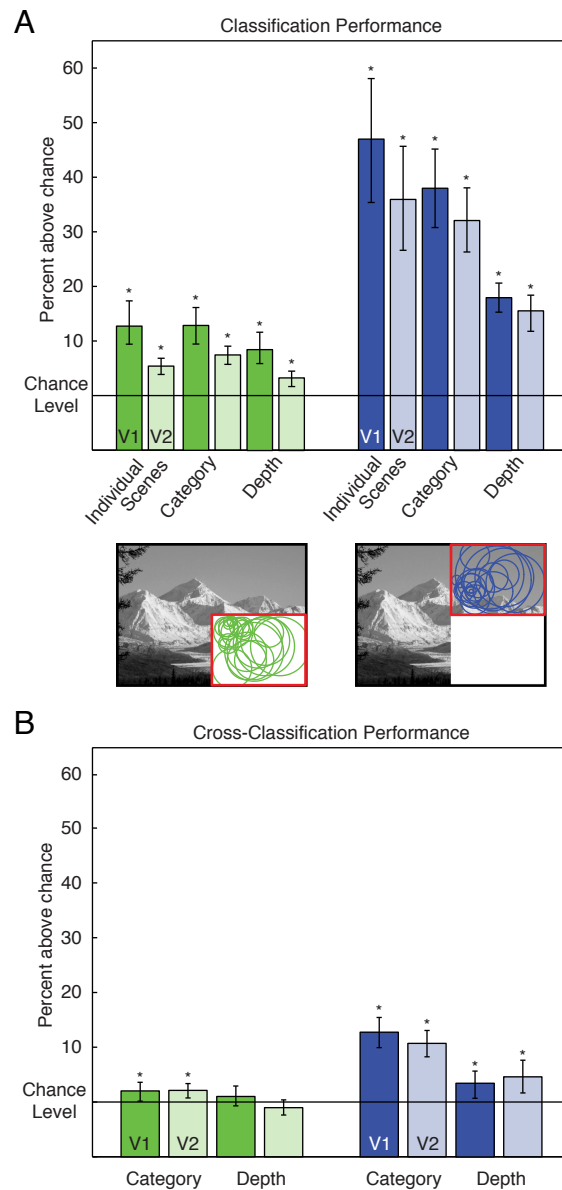 A
Classification Performance
60
50
40
30
20
10
Percent above chance
Chance
Level
* * * * * * * * * * * *
V1 V2 V1 V2
Individual
Scenes
Category
Depth
Individual
Scenes
Category
Depth
B
Cross-Classification Performance
60
50
40
30
20
10
Percent above chance
Chance
Level
* * * * * *
V1 V2 V1 V2
Category Depth Category Depth